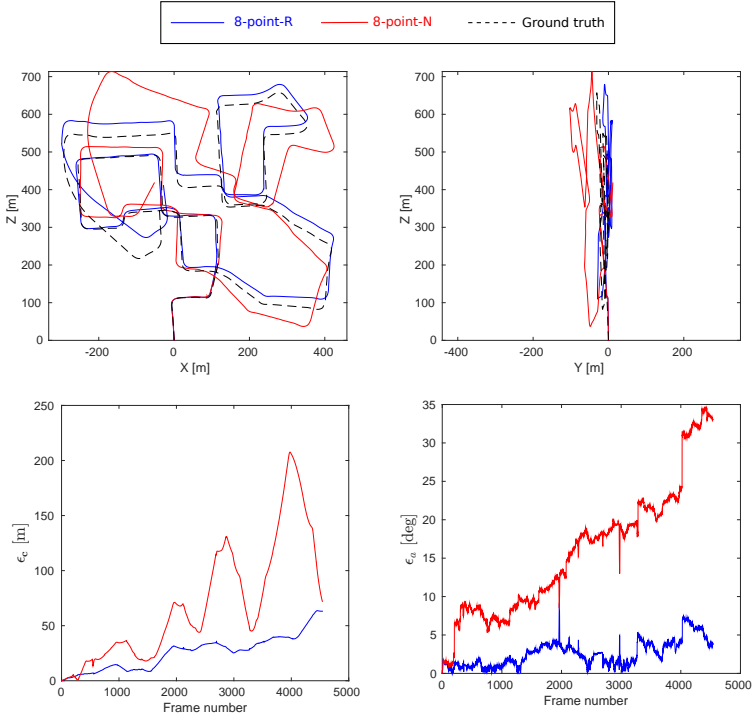 8-point-R 8-point-N Ground truth
700
600
500
400
300
200
100
0
Z [m]
-200 0 200 400
X [m]
700
600
500
400
300
200
100
0
Z [m]
-400 -200 0 200
Y [m]
250
200
150
100
50
0
ϵc [m]
0 1000 2000 3000 4000 5000
Frame number
35
30
25
20
15
10
5
0
ϵa [deg]
0 1000 2000 3000 4000 5000
Frame number